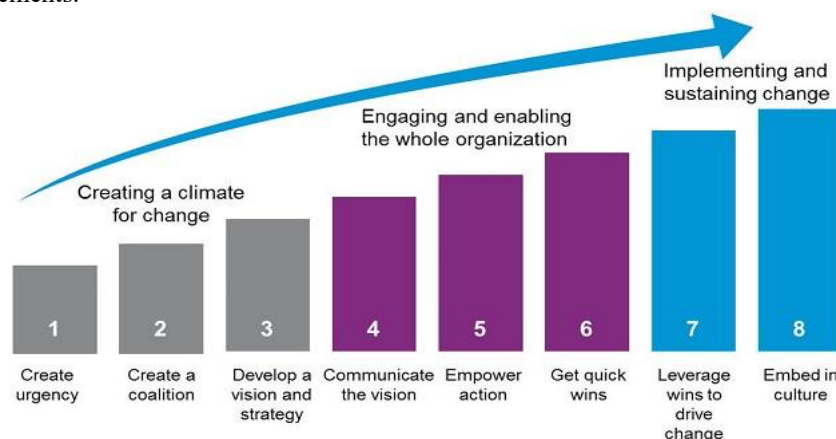 ements.
Implementing and
sustaining change
Engaging and enabling
the whole organization
Creating a climate
for change
1
2
3
4
5
6
7
8
Create
urgency
Create a
coalition
Develop a
vision and
strategy
Communicate
the vision
Empower
action
Get quick
wins
Leverage
wins to
drive
change
Embed in
culture